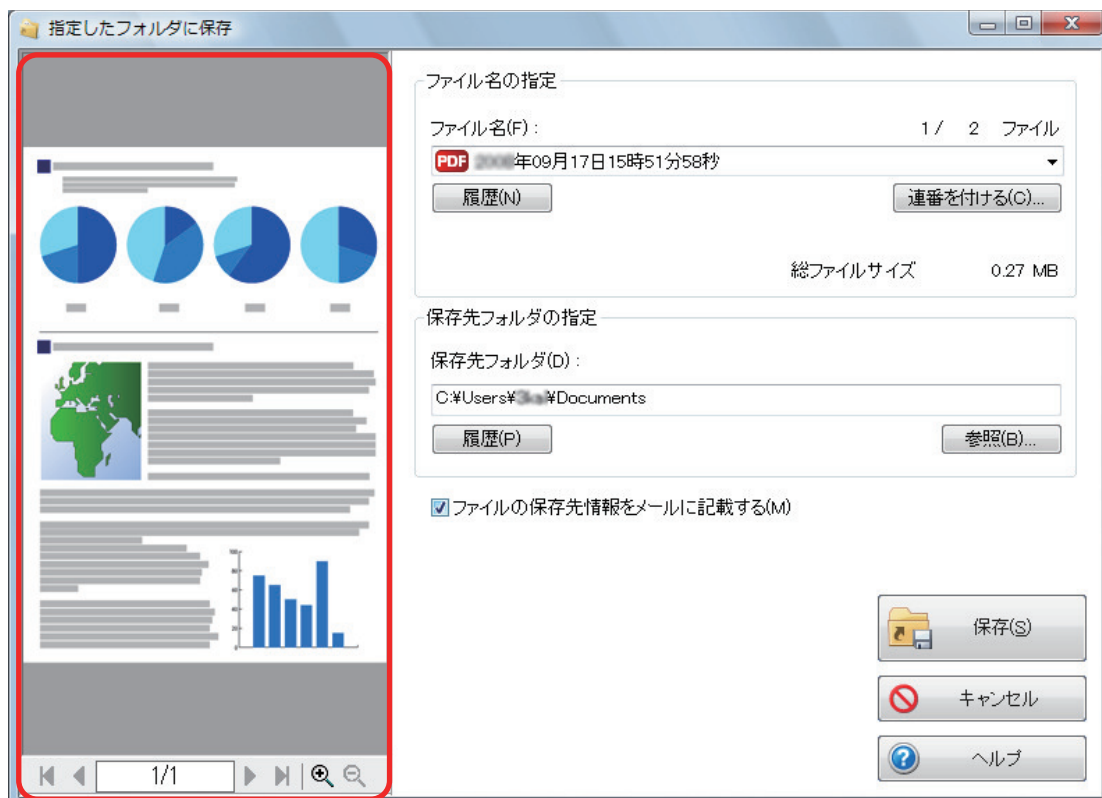 指定したフォルダに保存
ファイル名の指定
ファイル名(F):
1/ 2 ファイル
PDF 年09月17日15時51分58秒
履歴(N)
連番を付ける(C)...
総ファイルサイズ 0.27 MB
保存先フォルダの指定
保存先フォルダ(D):
C:¥Users¥ ¥Documents
履歴(P)
参照(B)...
ファイルの保存先情報をメールに記載する(M)
保存(S)
キャンセル
ヘルプ
1/1